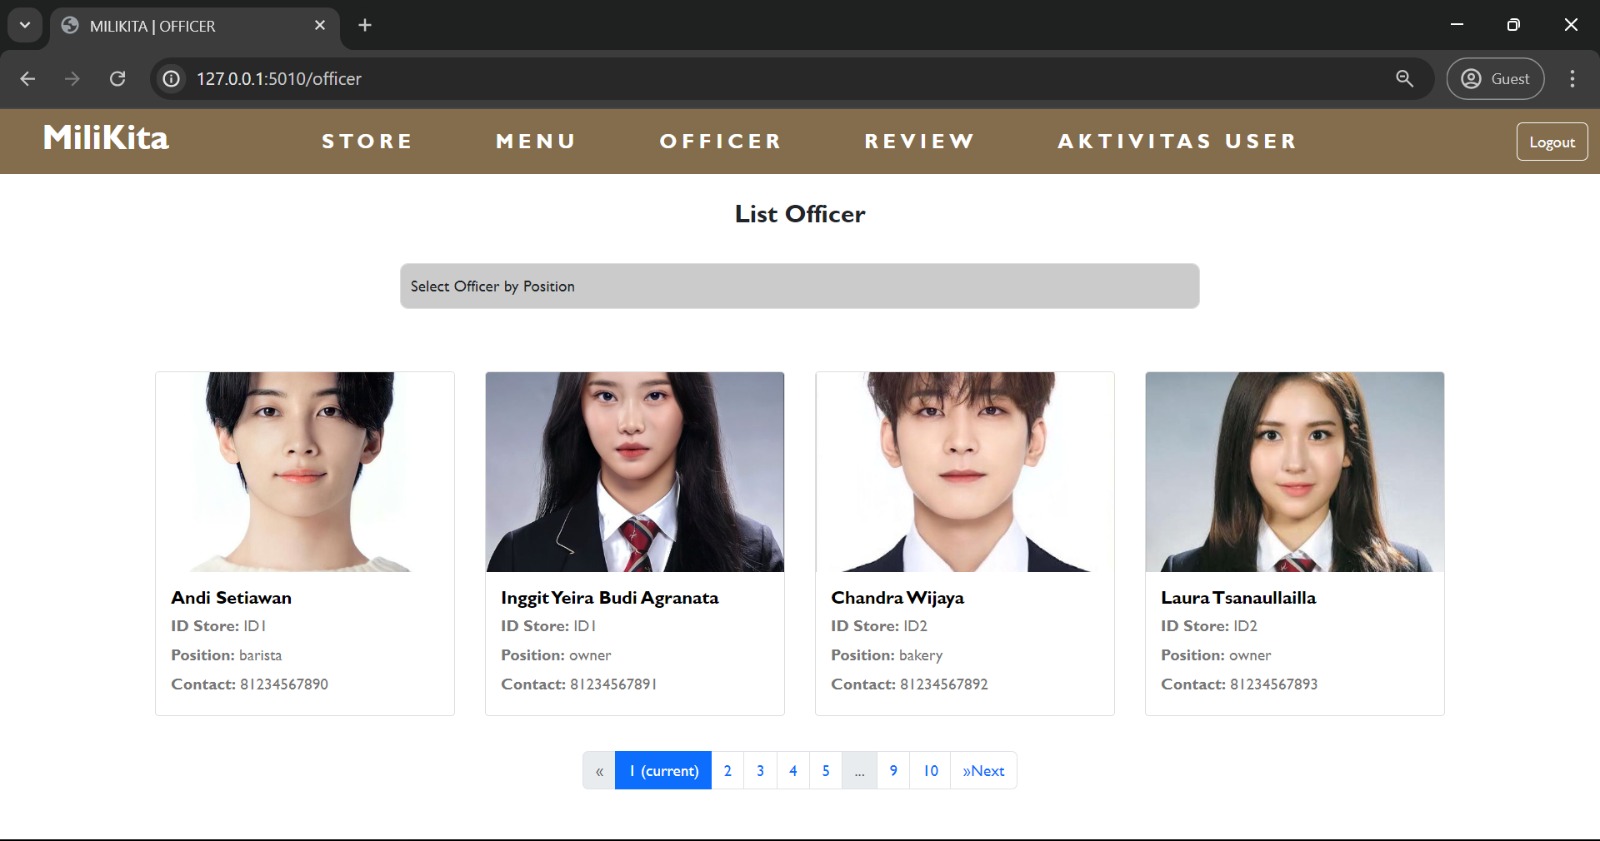 MILIKITA | OFFICER
127.0.0.1:5010/officer
Guest
MiliKita
STORE
MENU
OFFICER
REVIEW
AKTIVITAS USER
Logout
List Officer
Select Officer by Position
Andi Setiawan
ID Store: ID1
Position: barista
Contact: 81234567890
Inggit Yeira Budi Agranata
ID Store: ID1
Position: owner
Contact: 81234567891
Chandra Wijaya
ID Store: ID2
Position: bakery
Contact: 81234567892
Laura Tsanaullailla
ID Store: ID2
Position: owner
Contact: 81234567893
« 1 (current) 2 3 4 5 ... 9 10 »Next